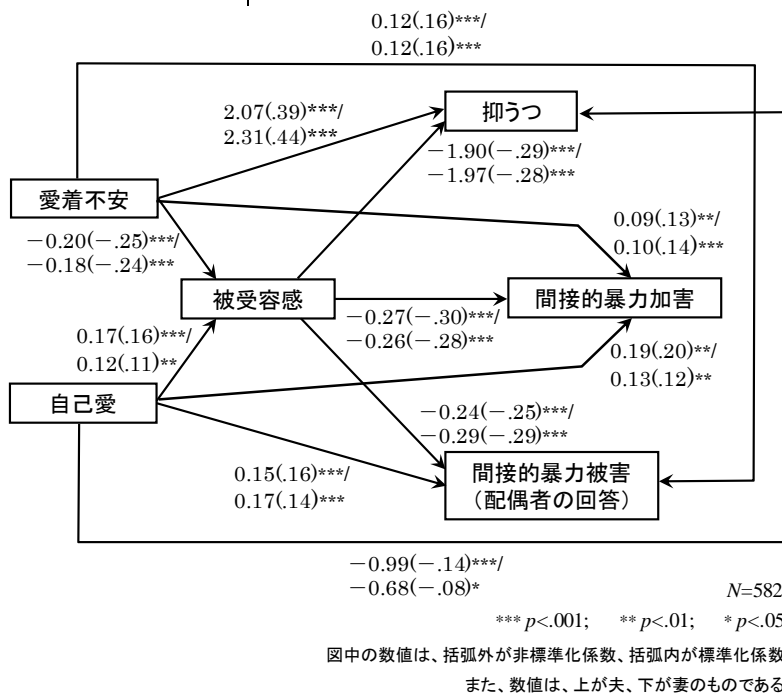 0.12(.16)***/
0.12(.16)***
抑うつ
2.07(.39)***/
2.31(.44)***
−1.90(−.29)***/
−1.97(−.28)***
愛着不安
0.09(.13)**/
0.10(.14)***
−0.20(−.25)***/
−0.18(−.24)***
被受容感
間接的暴力加害
−0.27(−.30)***/
−0.26(−.28)***
0.17(.16)***/
0.12(.11)**
0.19(.20)**/
0.13(.12)**
自己愛
−0.24(−.25)***/
−0.29(−.29)***
0.15(.16)***/
0.17(.14)***
間接的暴力被害
（配偶者の回答）
−0.99(−.14)***/
−0.68(−.08)*
N=582
*** p<.001; ** p<.01; * p<.05
図中の数値は、括弧外が非標準化係数、括弧内が標準化係数
また、数値は、上が夫、下が妻のものである